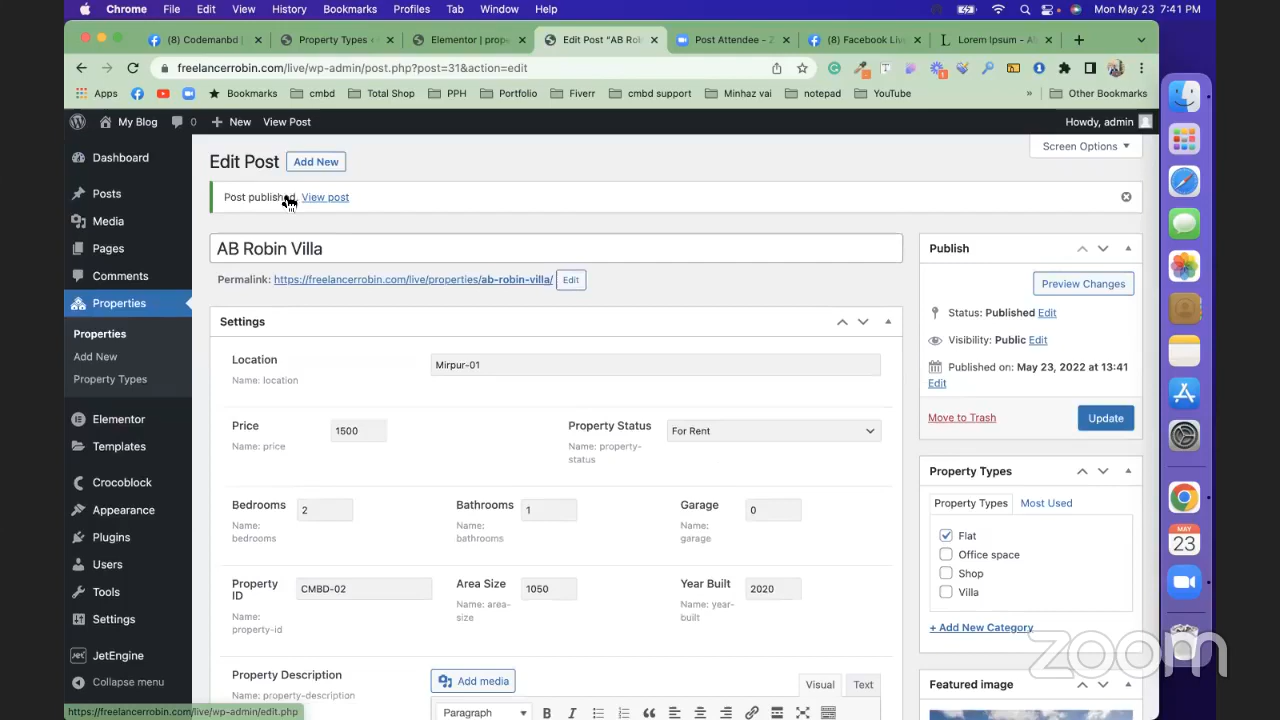 Chrome File Edit View History Bookmarks Profiles Tab Window Help Mon May 23 7:41 PM
(8) Codemanbd | Property Types < Elementor | prop Edit Post "AB Ro Post Attendee - Z (8) Facebook Liv Lorem Ipsum - A
freelancerrobin.com/live/wp-admin/post.php?post=31&action=edit
Apps Bookmarks cmbd Total Shop PPH Portfolio Fiverr cmbd support Minhaz vai notepad YouTube » Other Bookmarks
My Blog 0 + New View Post Howdy, admin
Screen Options
Dashboard
Posts
Media
Pages
Comments
Properties
Properties
Add New
Property Types
Elementor
Templates
Crocoblock
Appearance
Plugins
Users
Tools
Settings
JetEngine
Collapse menu
Edit Post Add New
Post published. View post
AB Robin Villa
Permalink: https://freelancerrobin.com/live/properties/ab-robin-villa/ Edit
Settings
Location
Name: location
Mirpur-01
Price
Name: price
1500
Property Status
Name: property-
status
For Rent
Bedrooms
Name:
bedrooms
2
Bathrooms
Name:
bathrooms
1
Garage
Name:
garage
0
Property
ID
Name:
property-id
CMBD-02
Area Size
Name: area-
size
1050
Year Built
Name: year-
built
2020
Property Description
Name: property-description
Add media
Visual Text
Paragraph B I
Publish
Preview Changes
Status: Published Edit
Visibility: Public Edit
Published on: May 23, 2022 at 13:41
Edit
Move to Trash Update
Property Types
Property Types Most Used
Flat
Office space
Shop
Villa
+ Add New Category
Featured image
https://freelancerrobin.com/live/wp-admin/edit.php
MAY
23
zoom